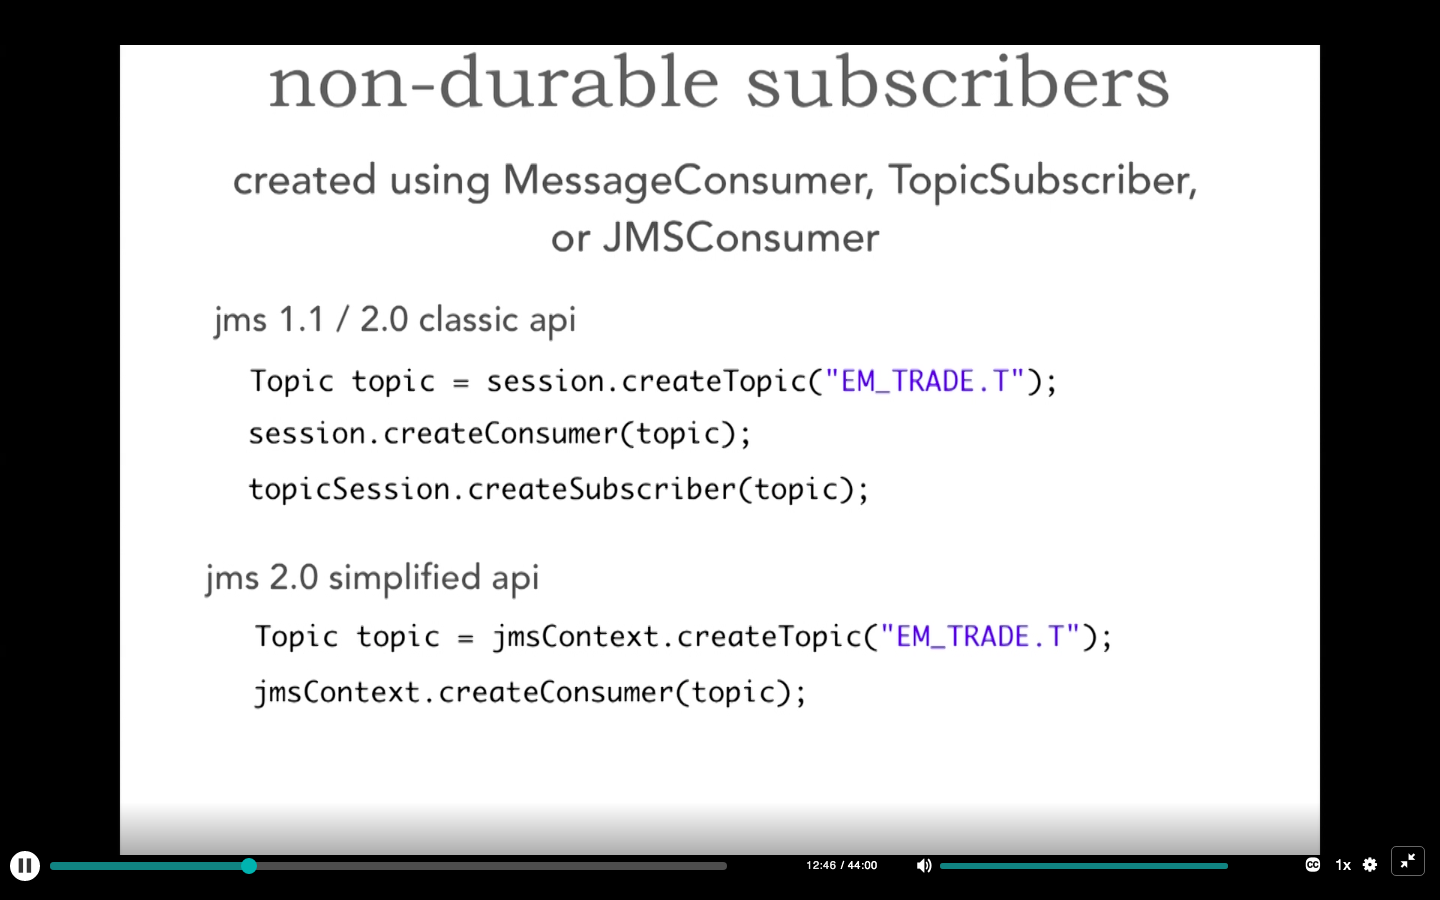 non-durable subscribers
created using MessageConsumer, TopicSubscriber,
or JMSConsumer
jms 1.1 / 2.0 classic api
Topic topic = session.createTopic("EM_TRADE.T");
session.createConsumer(topic);
topicSession.createSubscriber(topic);
jms 2.0 simplified api
Topic topic = jmsContext.createTopic("EM_TRADE.T");
jmsContext.createConsumer(topic);
12:46 / 44:00 CC 1x